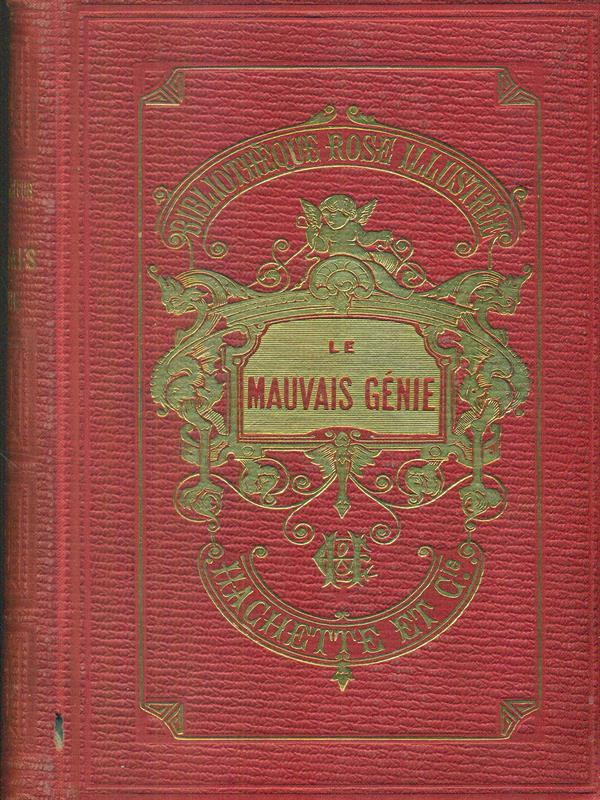 BIBLIOTHÈQUE ROSE ILLUSTRÉE
LE
MAUVAIS GÉNIE
HACHETTE ET Cie